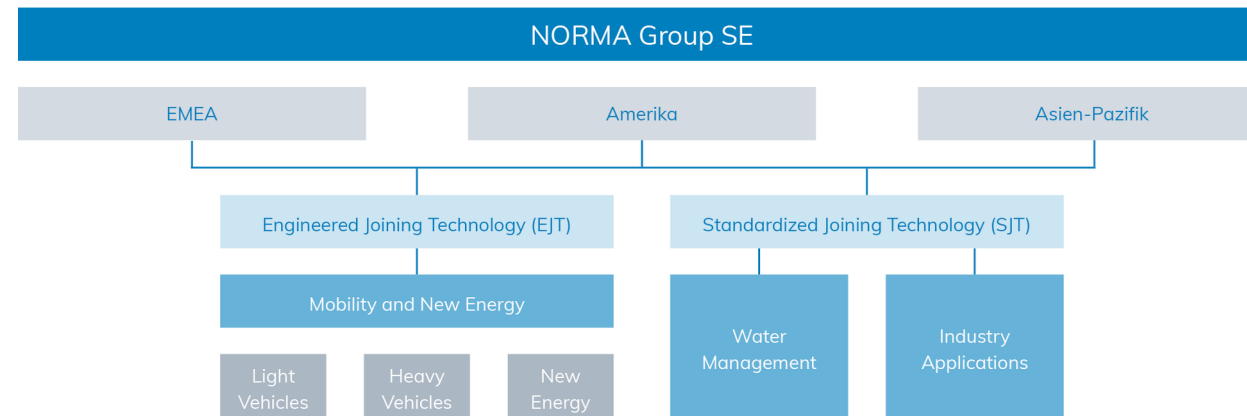 NORMA Group SE
EMEA
Amerika
Asien-Pazifik
Engineered Joining Technology (EJT)
Standardized Joining Technology (SJT)
Mobility and New Energy
Water
Management
Industry
Applications
Light
Vehicles
Heavy
Vehicles
New
Energy